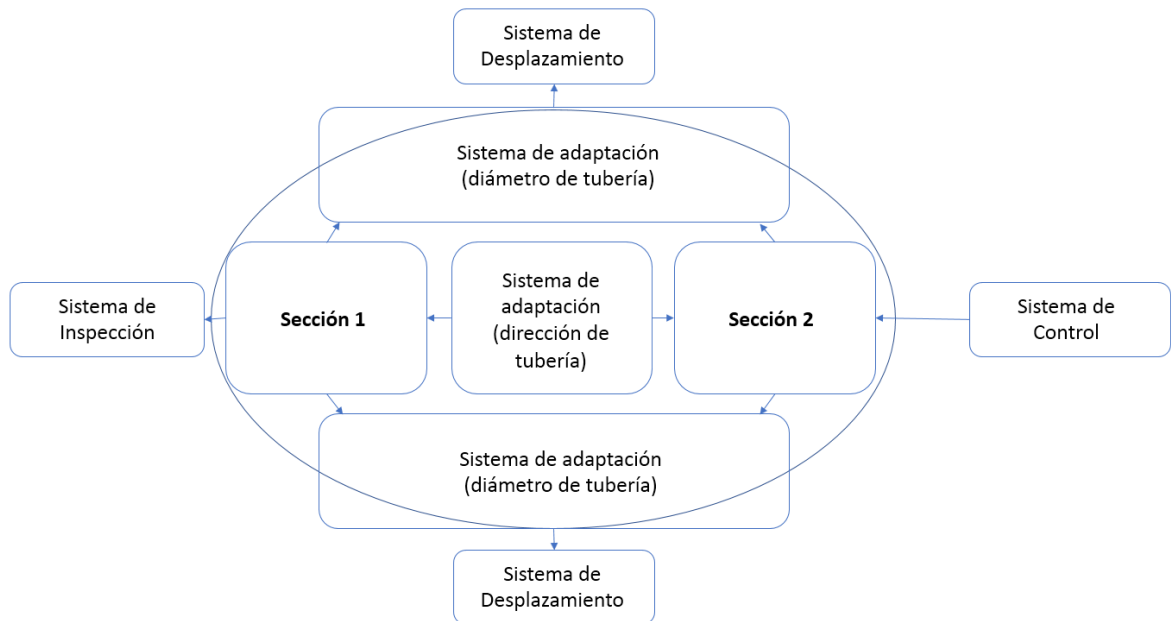 Sistema de
Desplazamiento
Sistema de adaptación
(diámetro de tubería)
Sistema de
Inspección
Sección 1
Sistema de
adaptación
(dirección de
tubería)
Sección 2
Sistema de
Control
Sistema de adaptación
(diámetro de tubería)
Sistema de
Desplazamiento